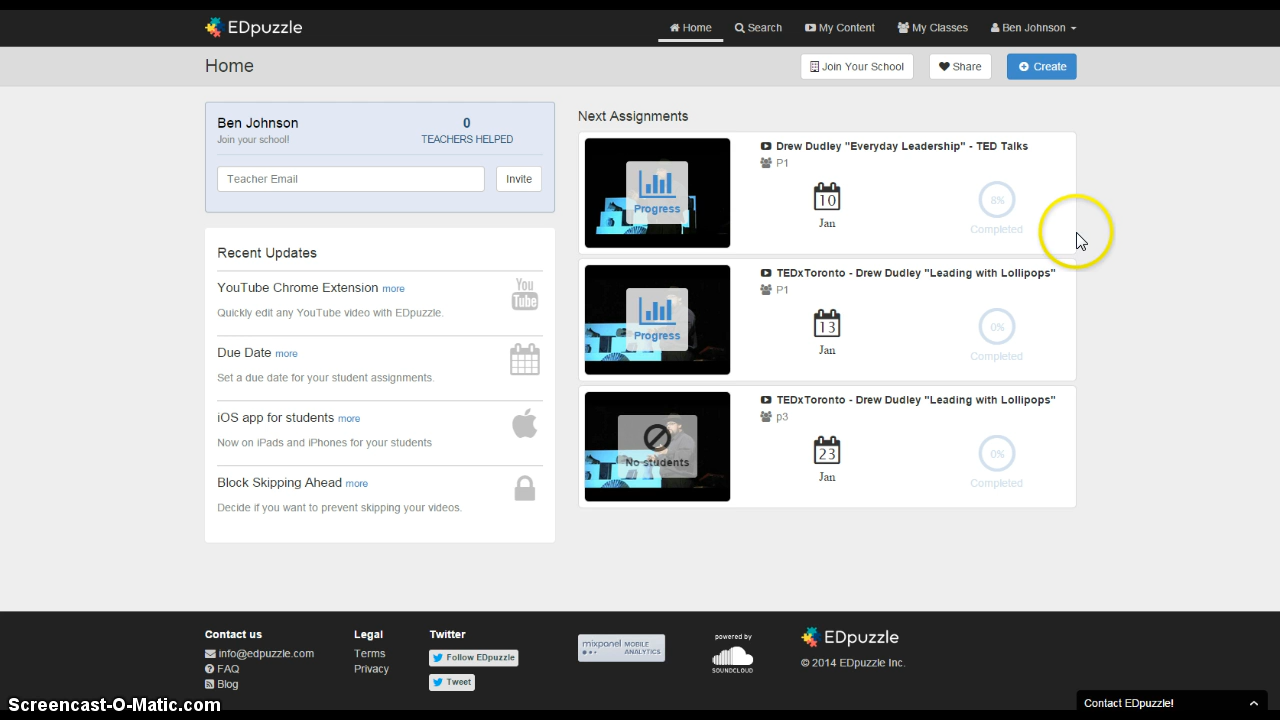 EDpuzzle
Home
Search
My Content
My Classes
Ben Johnson
Home
Join Your School
Share
Create
Ben Johnson
Join your school!
0
TEACHERS HELPED
Teacher Email
Invite
Recent Updates
YouTube Chrome Extension more
Quickly edit any YouTube video with EDpuzzle.
You
Tube
Due Date more
Set a due date for your student assignments.
iOS app for students more
Now on iPads and iPhones for your students
Block Skipping Ahead more
Decide if you want to prevent skipping your videos.
Next Assignments
Progress
Drew Dudley "Everyday Leadership" - TED Talks
P1
10
Jan
8%
Completed
Progress
TEDxToronto - Drew Dudley "Leading with Lollipops"
P1
13
Jan
0%
Completed
No students
TEDxToronto - Drew Dudley "Leading with Lollipops"
p3
23
Jan
0%
Completed
Contact us
info@edpuzzle.com
FAQ
Blog
Legal
Terms
Privacy
Twitter
Follow EDpuzzle
Tweet
mixpanel MOBILE
ANALYTICS
powered by
SOUNDCLOUD
EDpuzzle
© 2014 EDpuzzle Inc.
Contact EDpuzzle!
Screencast-O-Matic.com